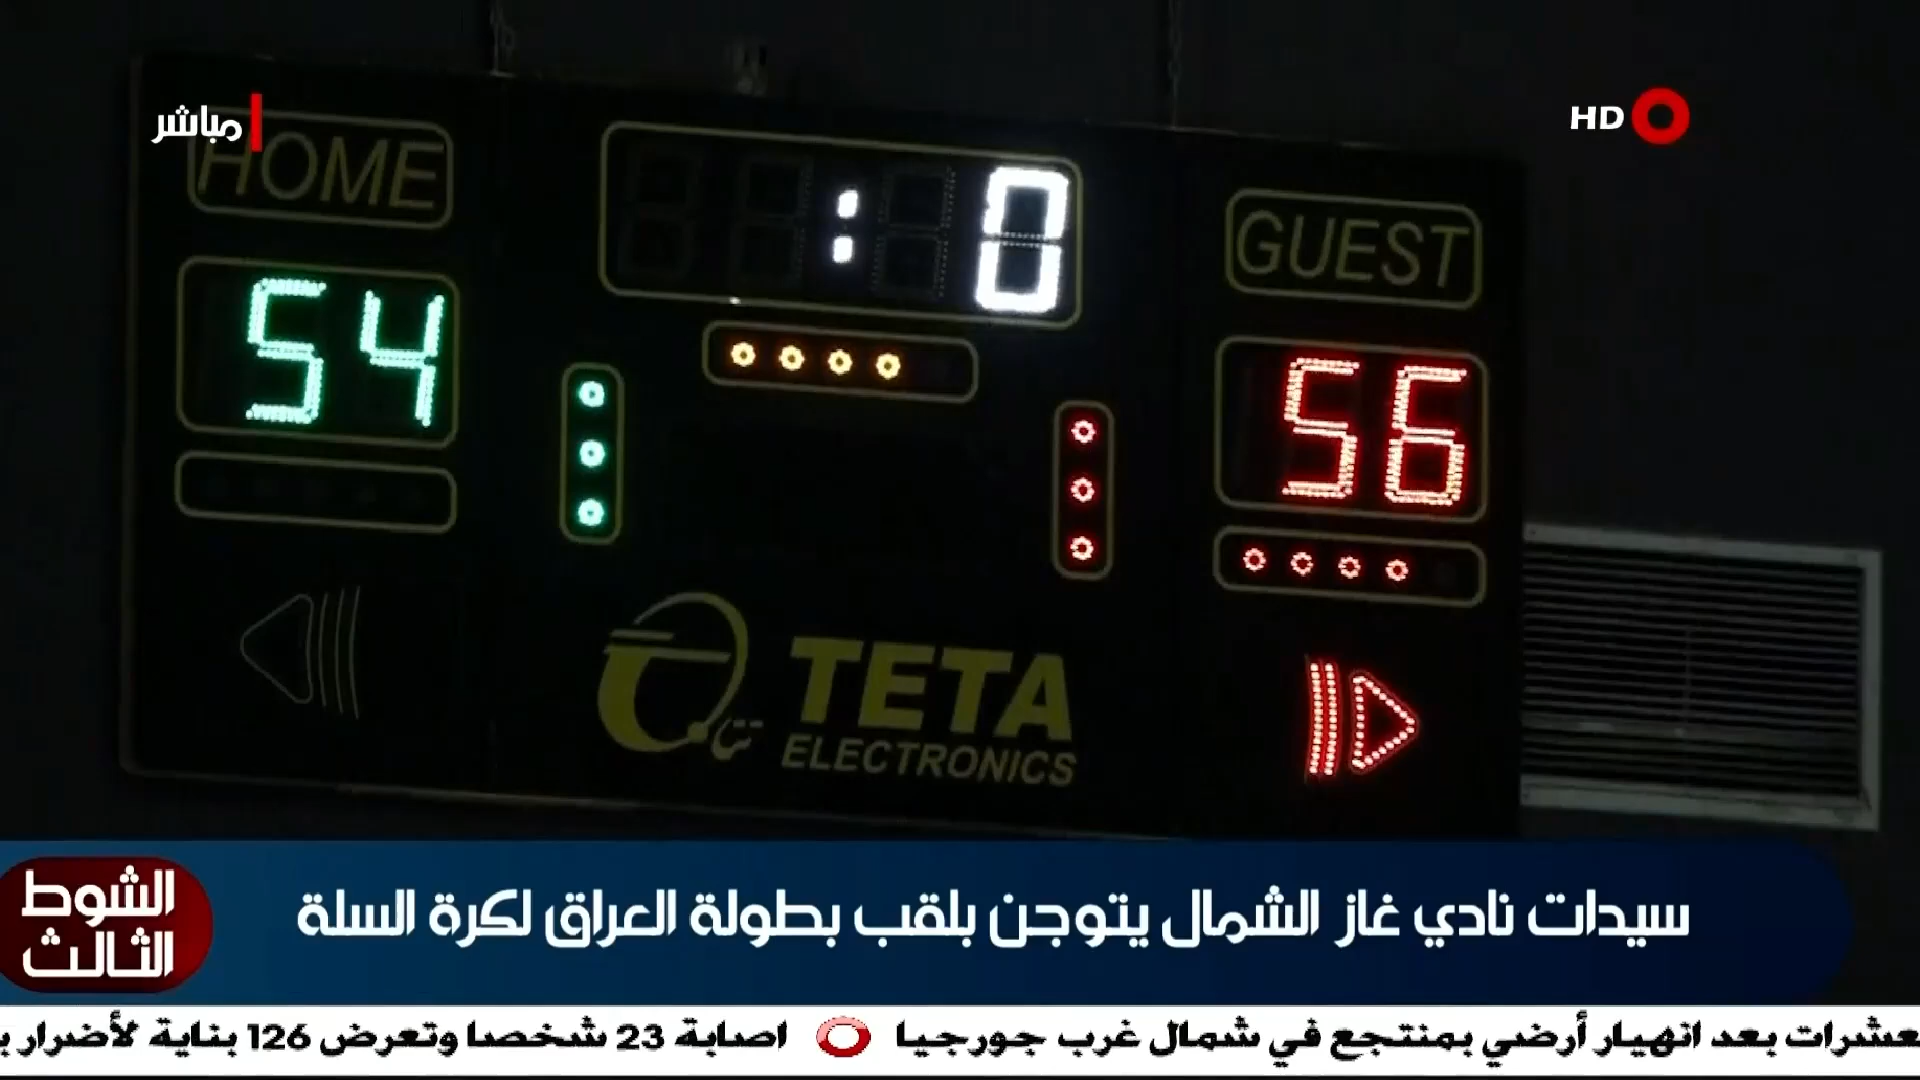 مباشر
HD
HOME
: 0
GUEST
54
56
تتا
TETA
ELECTRONICS
الشوط
الثالث
سيدات نادي غاز الشمال يتوجن بلقب بطولة العراق لكرة السلة
بعد انهيار أرضي بمنتجع في شمال غرب جورجيا
اصابة 23 شخصا وتعرض 126 بناية لأضرار